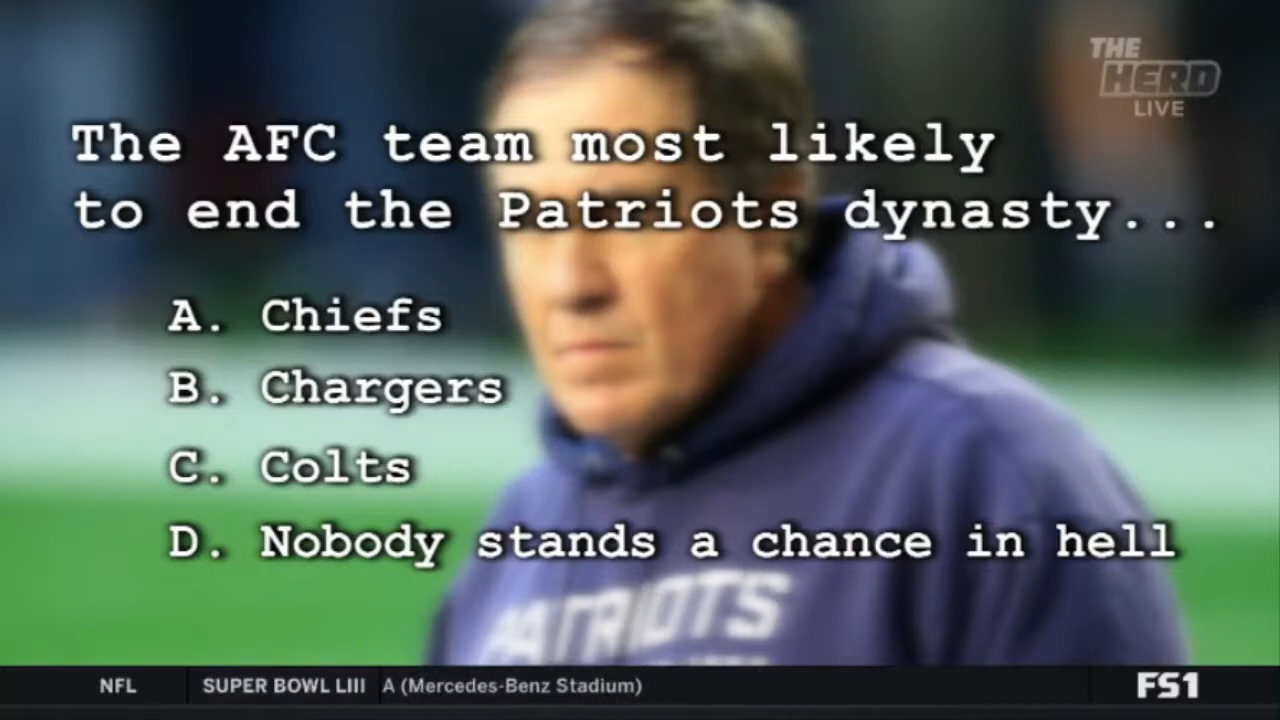 THE
HERD
LIVE
The AFC team most likely
to end the Patriots dynasty...
A. Chiefs
B. Chargers
C. Colts
D. Nobody stands a chance in hell
PATRIOTS
NFL SUPER BOWL LIII A (Mercedes-Benz Stadium) FS1